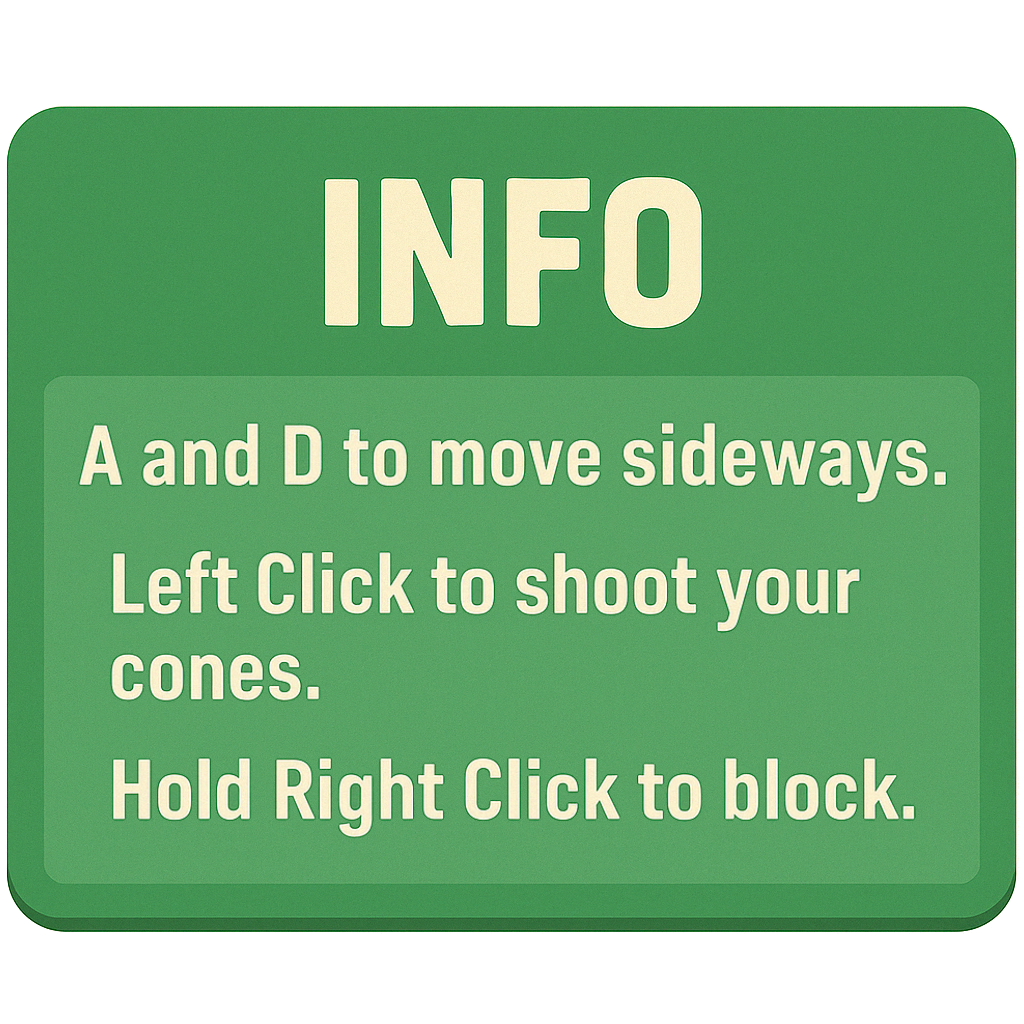 INFO
A and D to move sideways.
Left Click to shoot your
cones.
Hold Right Click to block.